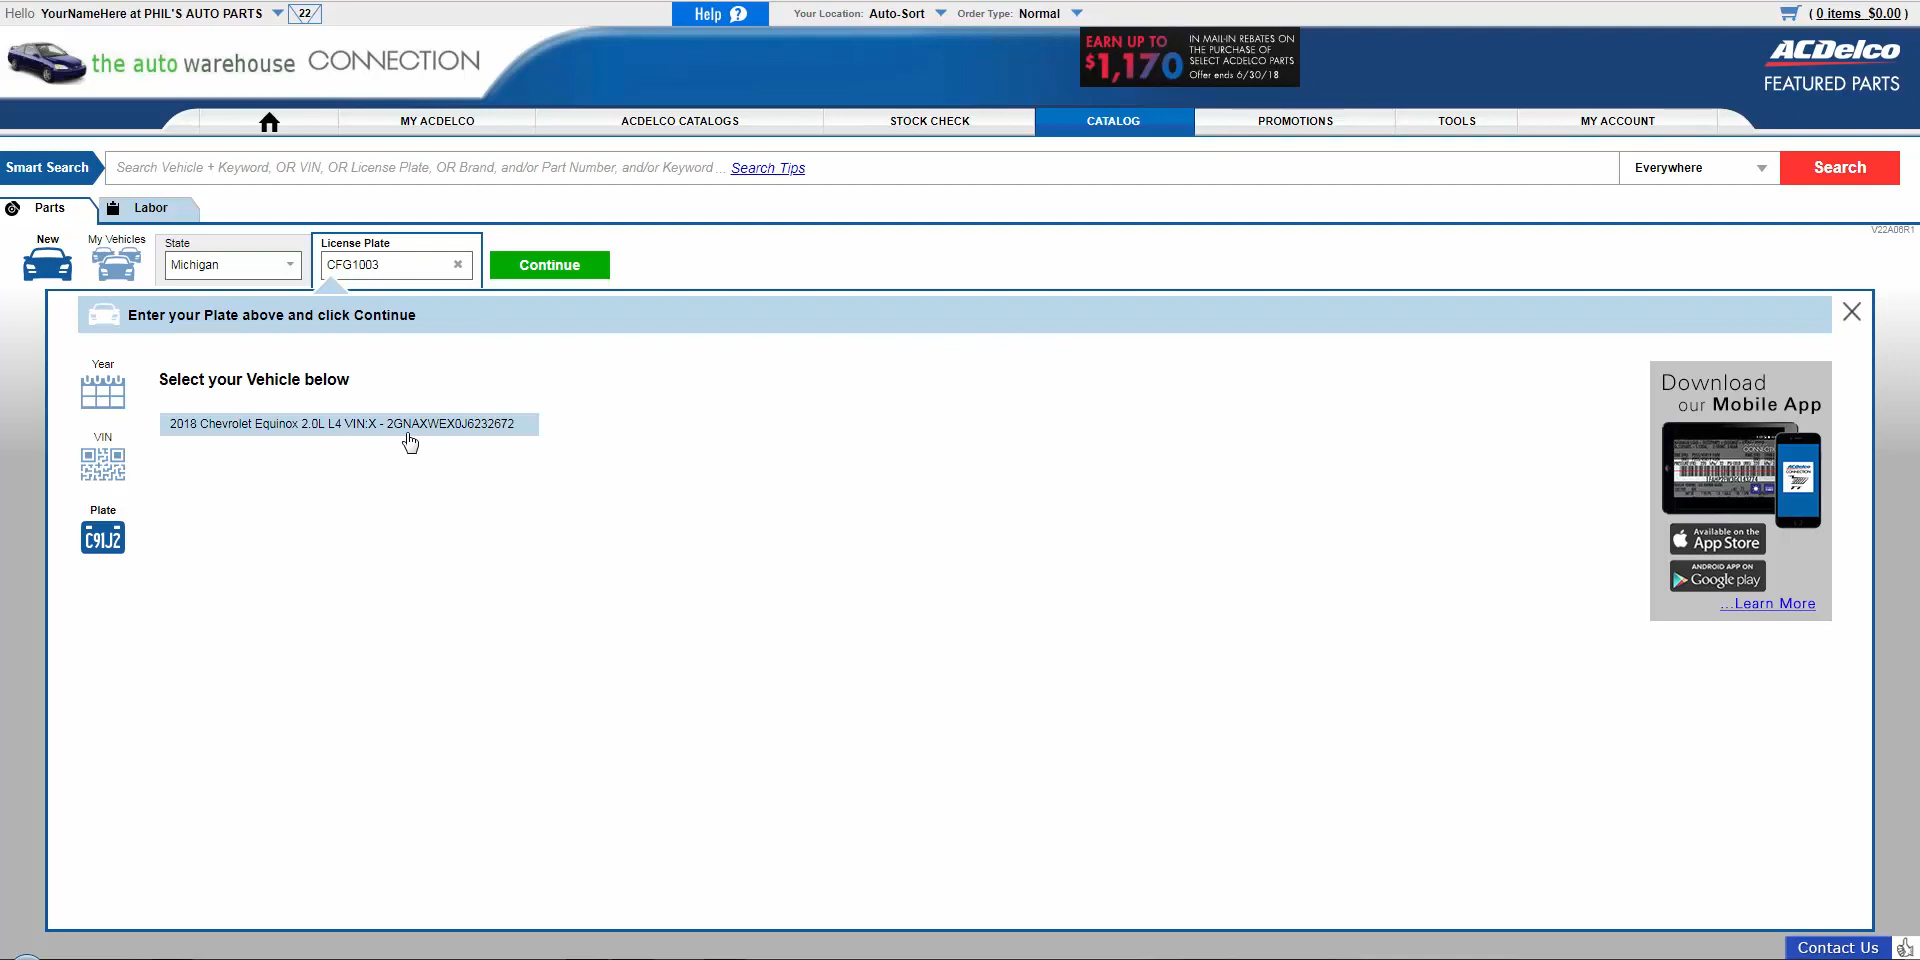 Hello YourNameHere at PHIL'S AUTO PARTS 22 Help ? Your Location: Auto-Sort Order Type: Normal ( 0 items $0.00 )
the auto warehouse CONNECTION
EARN UP TO $1,170
IN MAIL-IN REBATES ON
THE PURCHASE OF
SELECT ACDELCO PARTS
Offer ends 6/30/18
ACDelco
FEATURED PARTS
MY ACDELCO ACDELCO CATALOGS STOCK CHECK CATALOG PROMOTIONS TOOLS MY ACCOUNT
Smart Search Search Vehicle + Keyword, OR VIN, OR License Plate, OR Brand, and/or Part Number, and/or Keyword ... Search Tips Everywhere Search
Parts Labor
V22A06R1
New My Vehicles State License Plate
Michigan CFG1003 Continue
Enter your Plate above and click Continue
Year
Select your Vehicle below
2018 Chevrolet Equinox 2.0L L4 VIN:X - 2GNAXWEX0J6232672
VIN
Plate
C91J2
Download
our Mobile App
Available on the
App Store
ANDROID APP ON
Google play
...Learn More
Contact Us